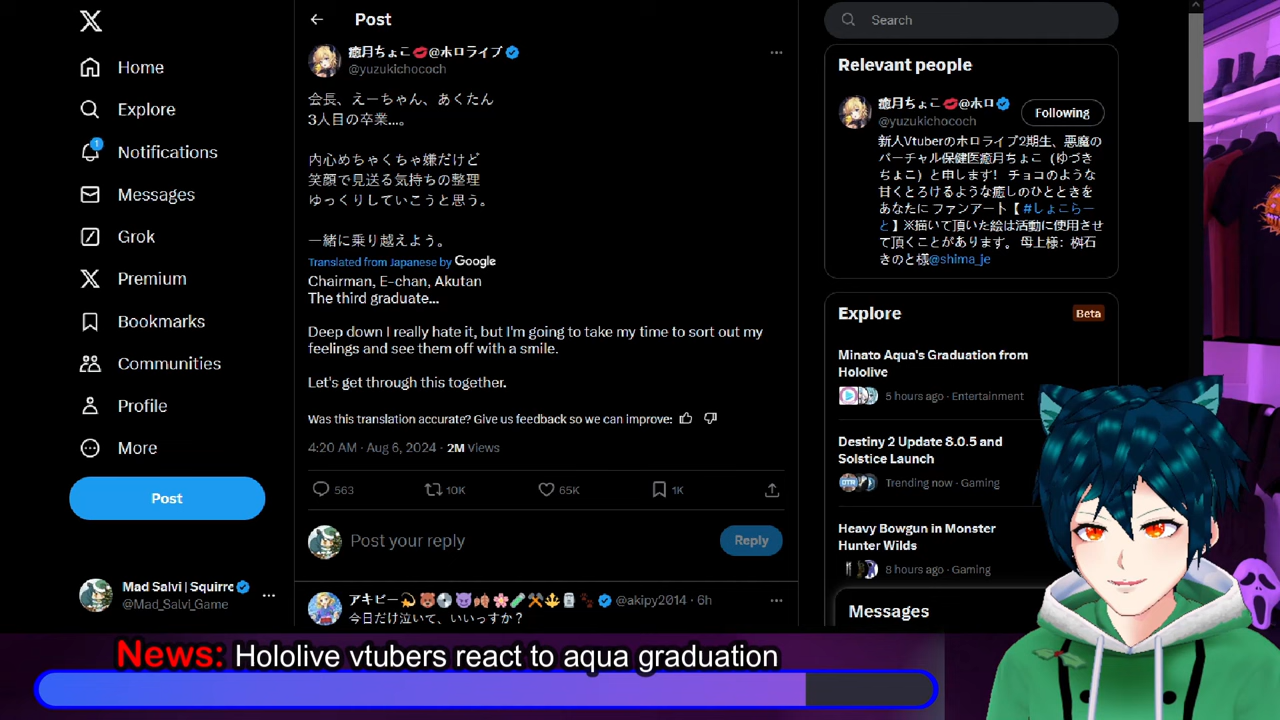 Home
Explore
1
Notifications
Messages
Grok
Premium
Bookmarks
Communities
Profile
More
Post
Mad Salvi | Squirre
@Mad_Salvi_Game
Post
癒月ちょこ💋@ホロライブ
@yuzukichococh
会長、えーちゃん、あくたん
3人目の卒業...。
内心めちゃくちゃ嫌だけど
笑顔で見送る気持ちの整理
ゆっくりしていこうと思う。
一緒に乗り越えよう。
Translated from Japanese by Google
Chairman, E-chan, Akutan
The third graduate...
Deep down I really hate it, but I'm going to take my time to sort out my
feelings and see them off with a smile.
Let's get through this together.
Was this translation accurate? Give us feedback so we can improve:
4:20 AM · Aug 6, 2024 · 2M Views
563 10K 65K 1K
Post your reply
Reply
アキピー @akipy2014 · 6h
今日だけ泣いて、いいっすか？
Search
Relevant people
癒月ちょこ💋@ホロ
@yuzukichococh
Following
新人Vtuberのホロライブ2期生、悪魔の
バーチャル保健医癒月ちょこ（ゆづき
ちょこ）と申します！ チョコのような
甘くとろけるような癒しのひとときを
あなたに ファンアート【 #しょこらー
と】※描いて頂いた絵は活動に使用させ
て頂くことがあります。 母上様：桝石
きのと様@shima_je
Explore
Beta
Minato Aqua's Graduation from
Hololive
5 hours ago · Entertainment
Destiny 2 Update 8.0.5 and
Solstice Launch
Trending now · Gaming
Heavy Bowgun in Monster
Hunter Wilds
8 hours ago · Gaming
Messages
News: Hololive vtubers react to aqua graduation